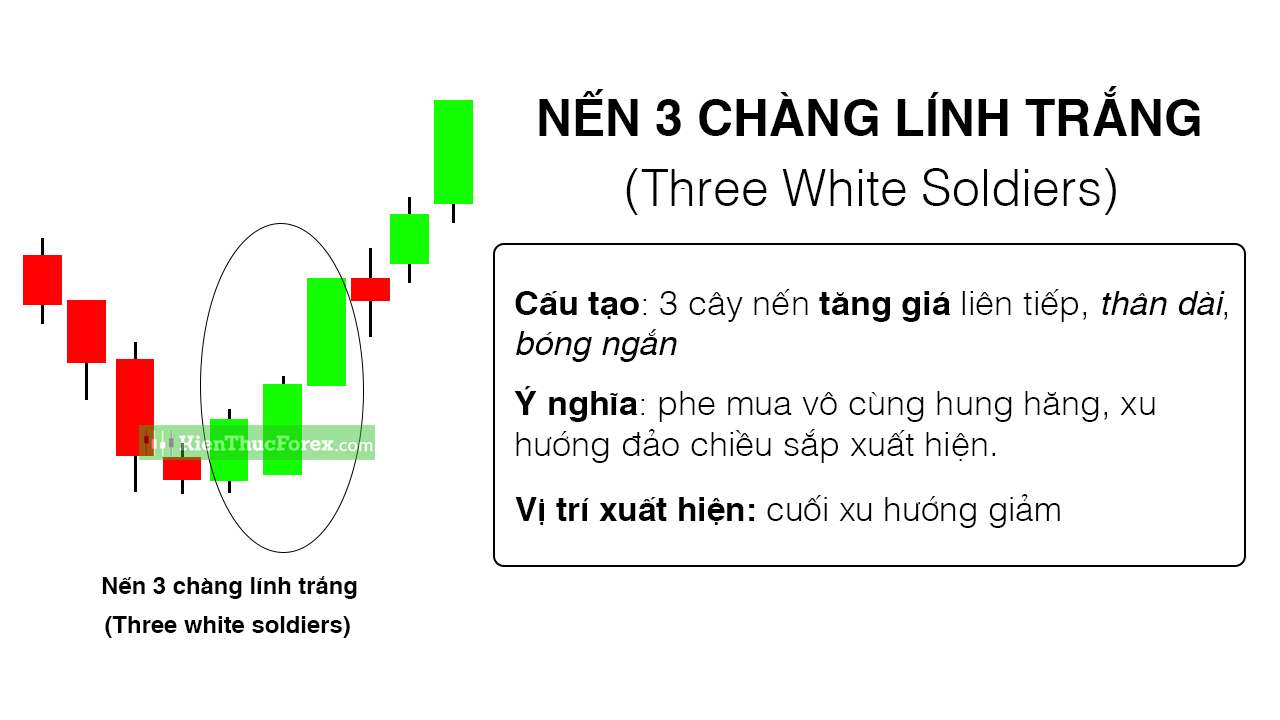 NẾN 3 CHÀNG LÍNH TRẮNG
(Three White Soldiers)
Cấu tạo: 3 cây nến tăng giá liên tiếp, thân dài,
bóng ngắn
Ý nghĩa: phe mua vô cùng hung hăng, xu
hướng đảo chiều sắp xuất hiện.
Vị trí xuất hiện: cuối xu hướng giảm
KienThucForex.com
Nến 3 chàng lính trắng
(Three white soldiers)